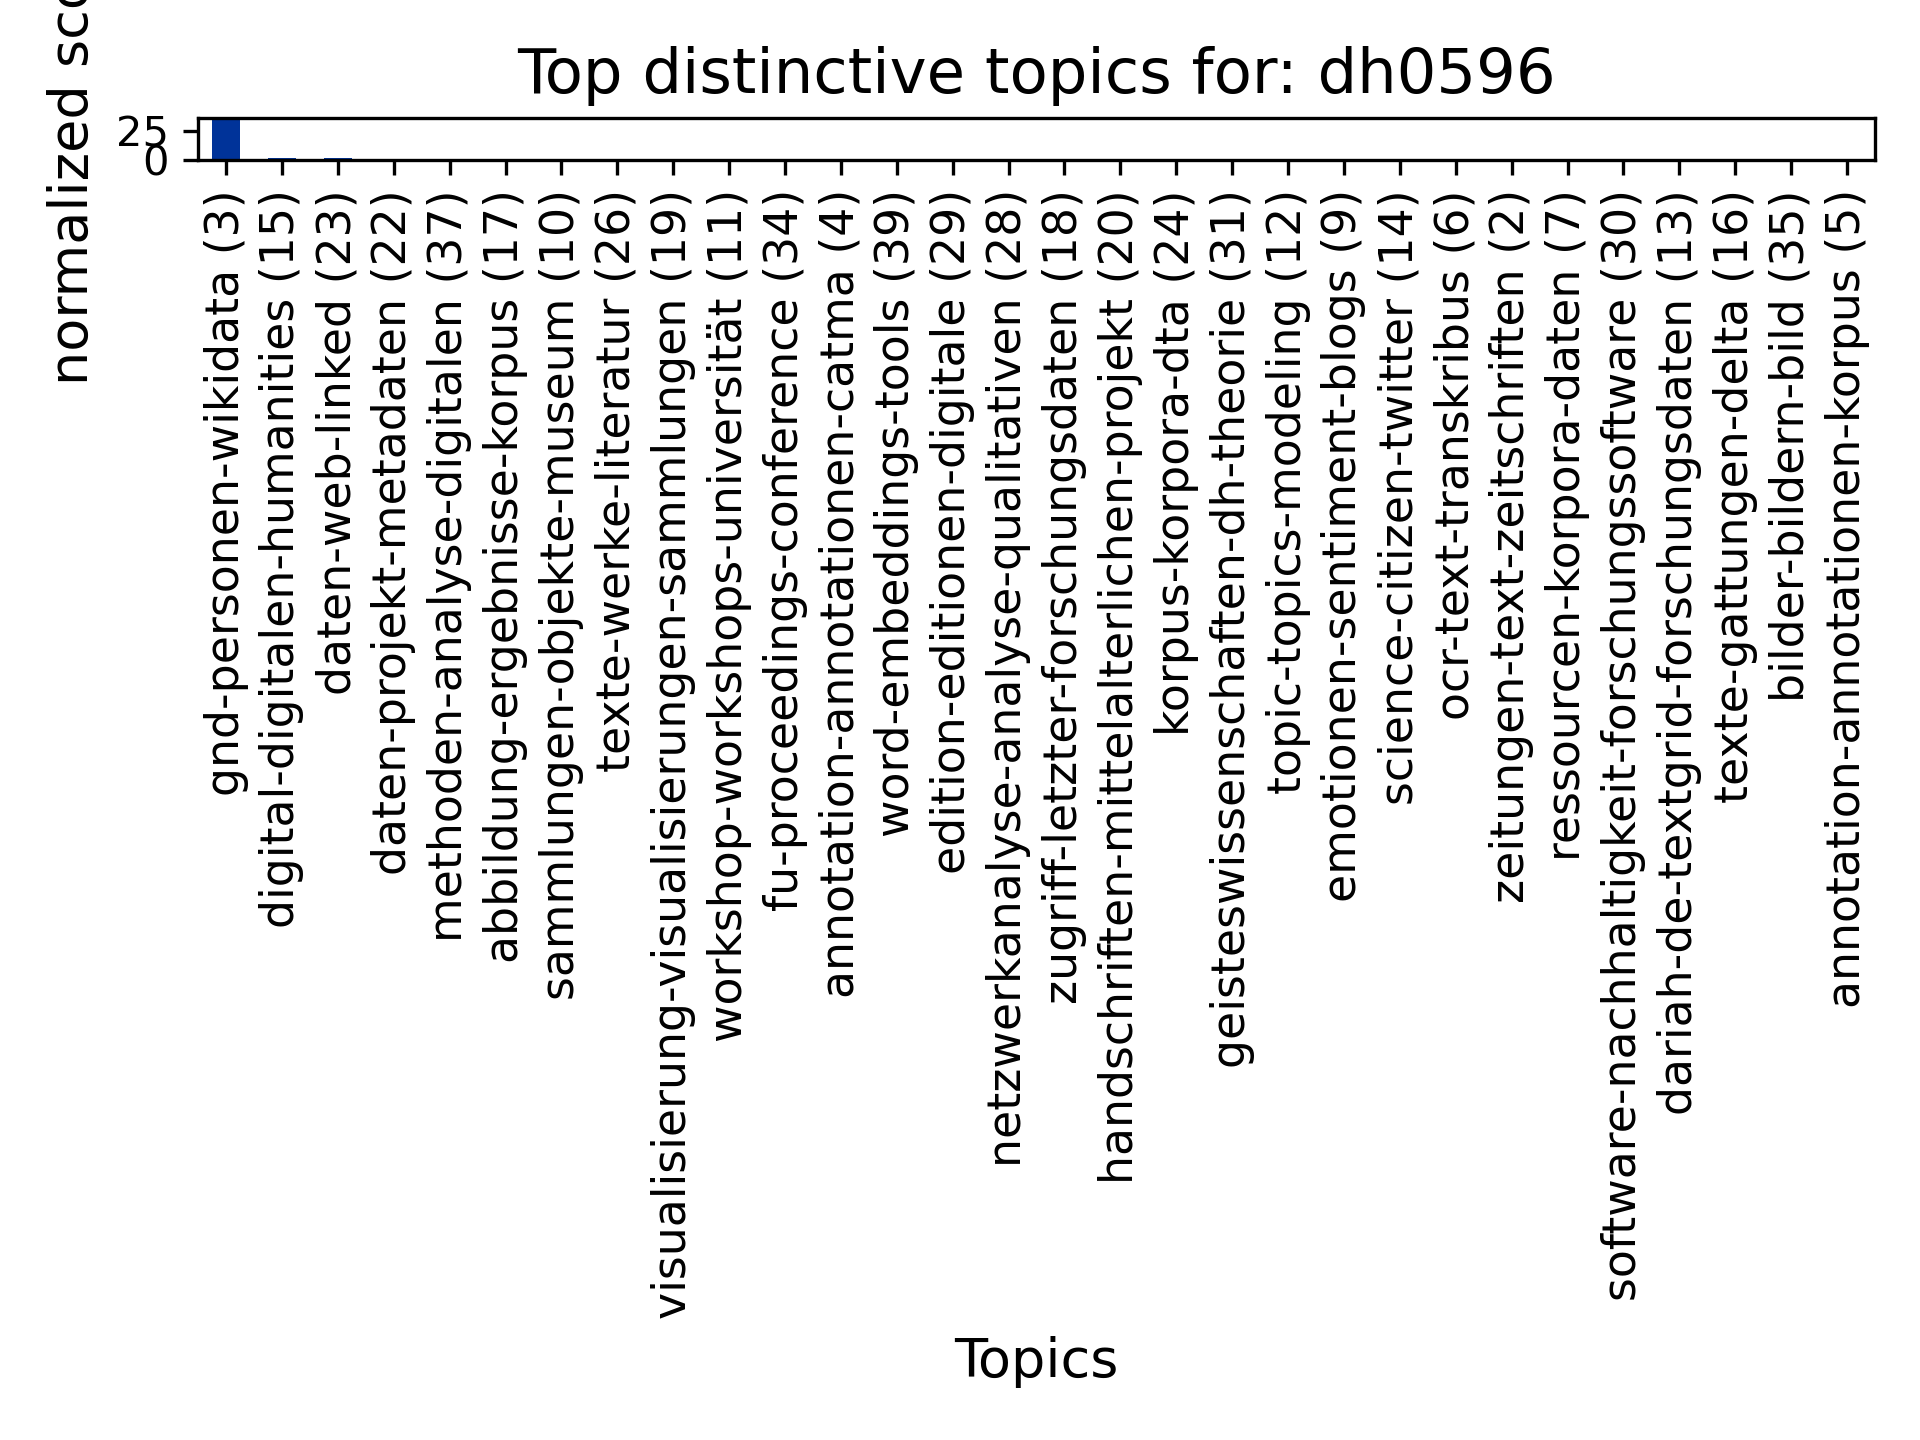 Top distinctive topics for: dh0596
normalized
25
0
gnd-personen-wikidata (3)
digital-digitalen-humanities (15)
daten-web-linked (23)
daten-projekt-metadaten (22)
methoden-analyse-digitalen (37)
abbildung-ergebnisse-korpus (17)
sammlungen-objekte-museum (10)
texte-werke-literatur (26)
visualisierung-visualisierungen-sammlungen (19)
workshop-workshops-universität (11)
fu-proceedings-conference (34)
annotation-annotationen-catma (4)
word-embeddings-tools (39)
edition-editionen-digitale (29)
netzwerkanalyse-analyse-qualitativen (28)
zugriff-letzter-forschungsdaten (18)
handschriften-mittelalterlichen-projekt (20)
korpus-korpora-dta (24)
geisteswissenschaften-dh-theorie (31)
topic-topics-modeling (12)
emotionen-sentiment-blogs (9)
science-citizen-twitter (14)
ocr-text-transkribus (6)
zeitungen-text-zeitschriften (2)
ressourcen-korpora-daten (7)
software-nachhaltigkeit-forschungssoftware (30)
dariah-de-textgrid-forschungsdaten (13)
texte-gattungen-delta (16)
bilder-bildern-bild (35)
annotation-annotationen-korpus (5)
Topics